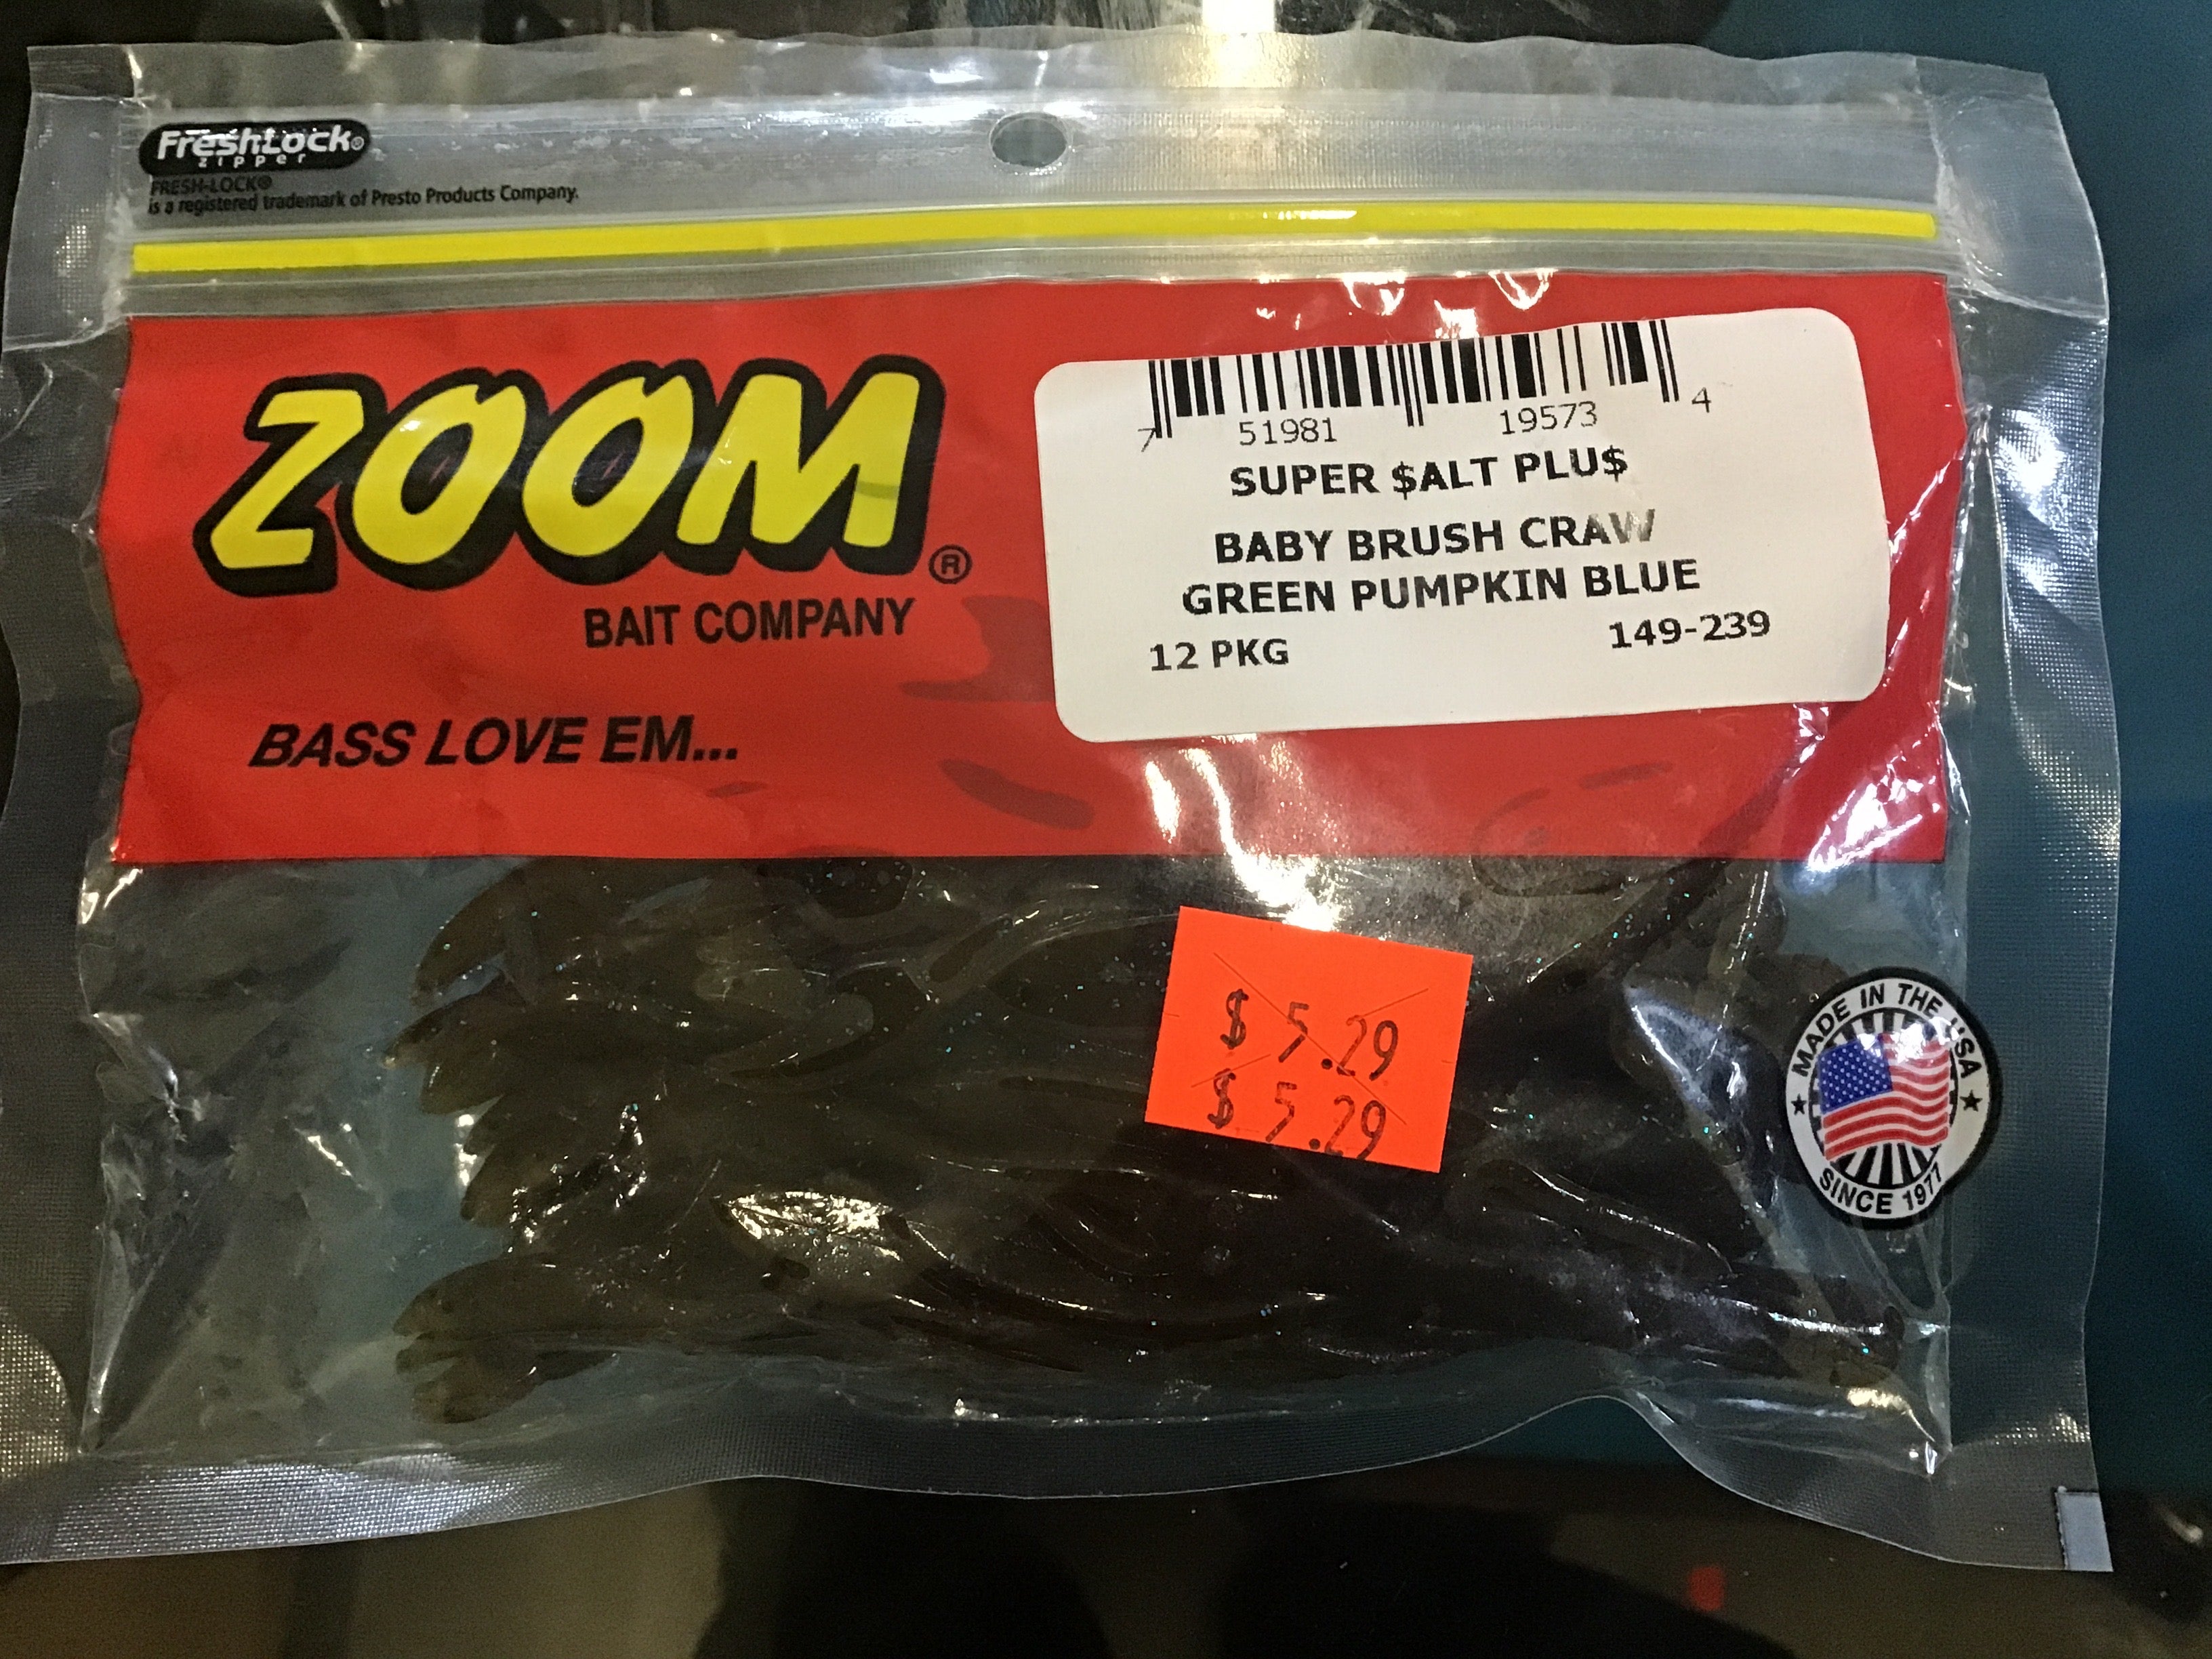 FreshLock®
zipper
FRESH-LOCK®
is a registered trademark of Presto Products Company.
ZOOM®
BAIT COMPANY
BASS LOVE EM...
7 51981 19573 4
SUPER $ALT PLU$
BABY BRUSH CRAW
GREEN PUMPKIN BLUE
12 PKG 149-239
$ 5.29
$ 5.29
MADE IN THE USA
SINCE 1977